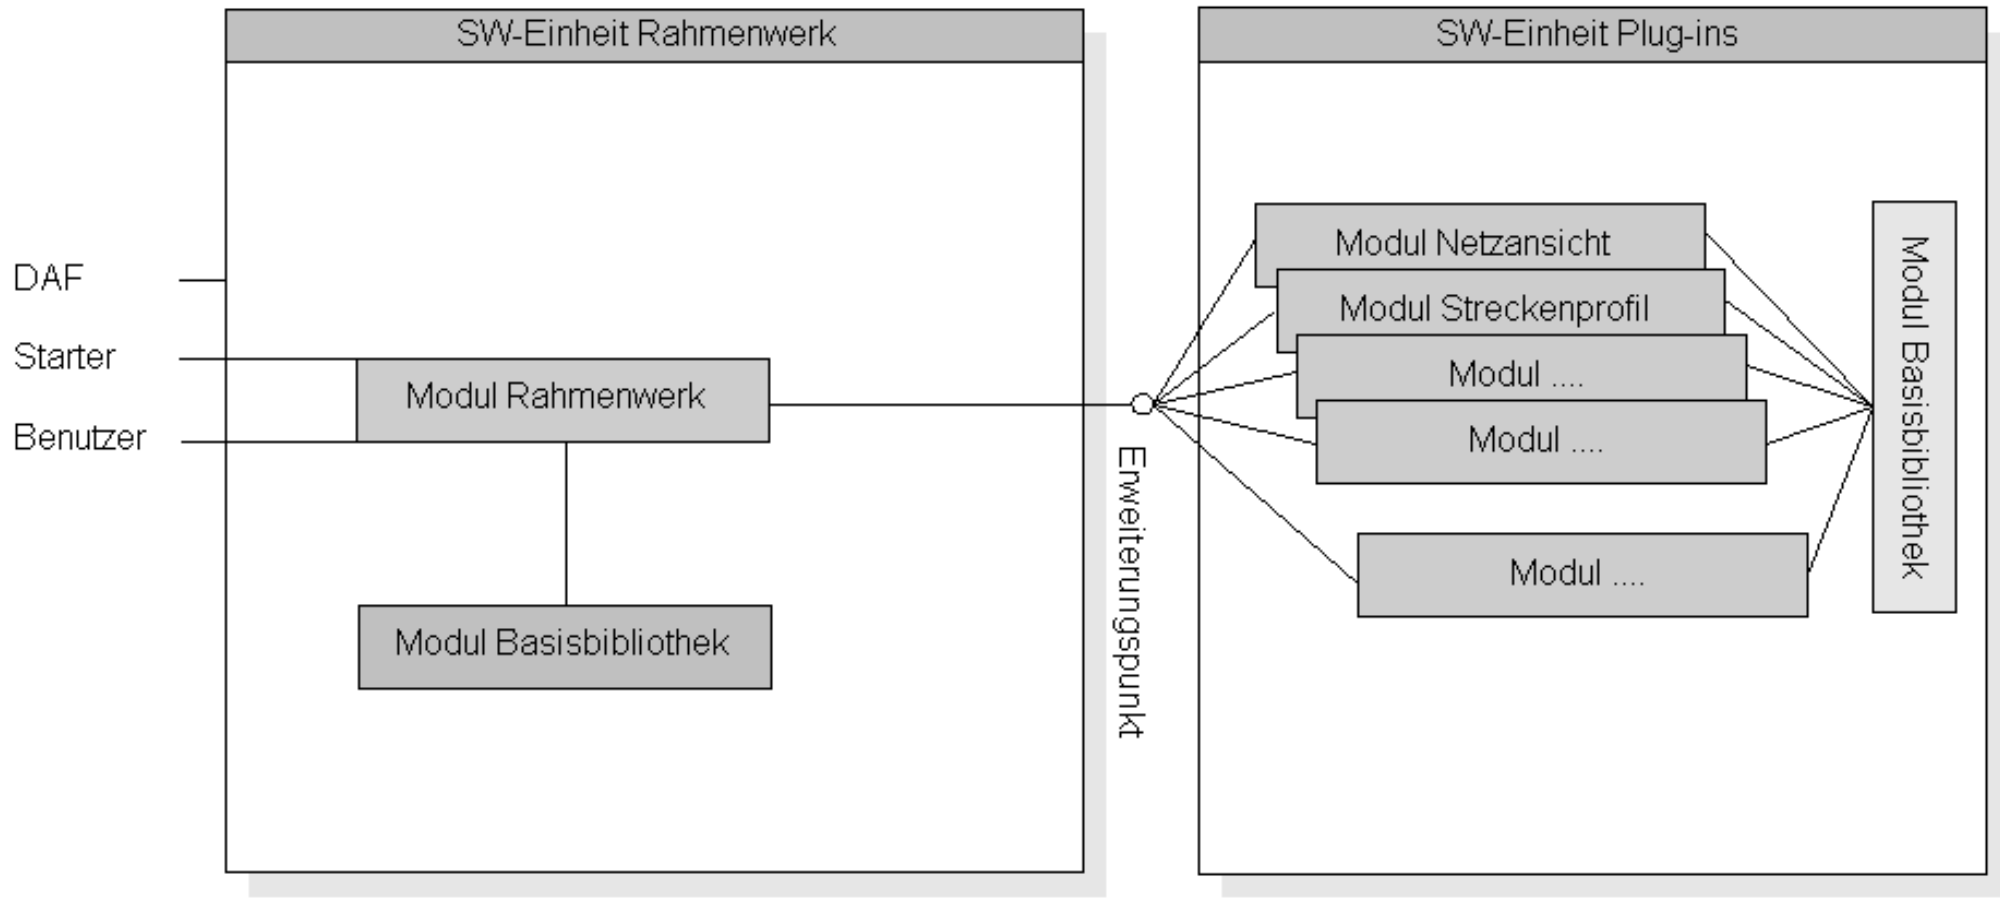 SW-Einheit Rahmenwerk
DAF
Starter
Benutzer
Modul Rahmenwerk
Modul Basisbibliothek
Erweiterungspunkt
SW-Einheit Plug-ins
Modul Netzansicht
Modul Streckenprofil
Modul ....
Modul ....
Modul ....
Modul Basisbibliothek